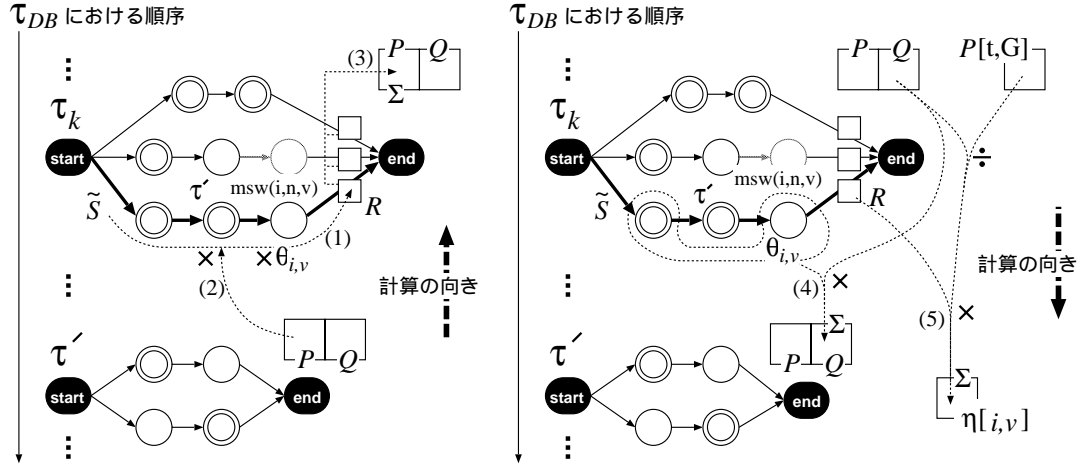 τDB における順序
(3)
P Q
Σ
τk
start
end
τ′
msw(i,n,v)
S̃
R
(1)
× ×θi,v
(2)
計算の向き
P Q
τ′
start
end
τDB における順序
P Q
P[t,G]
τk
start
end
÷
τ′
msw(i,n,v)
S̃
R
θi,v
計算の向き
(4) ×
(5) ×
Σ
P Q
τ′
start
end
Σ
η[i,v]